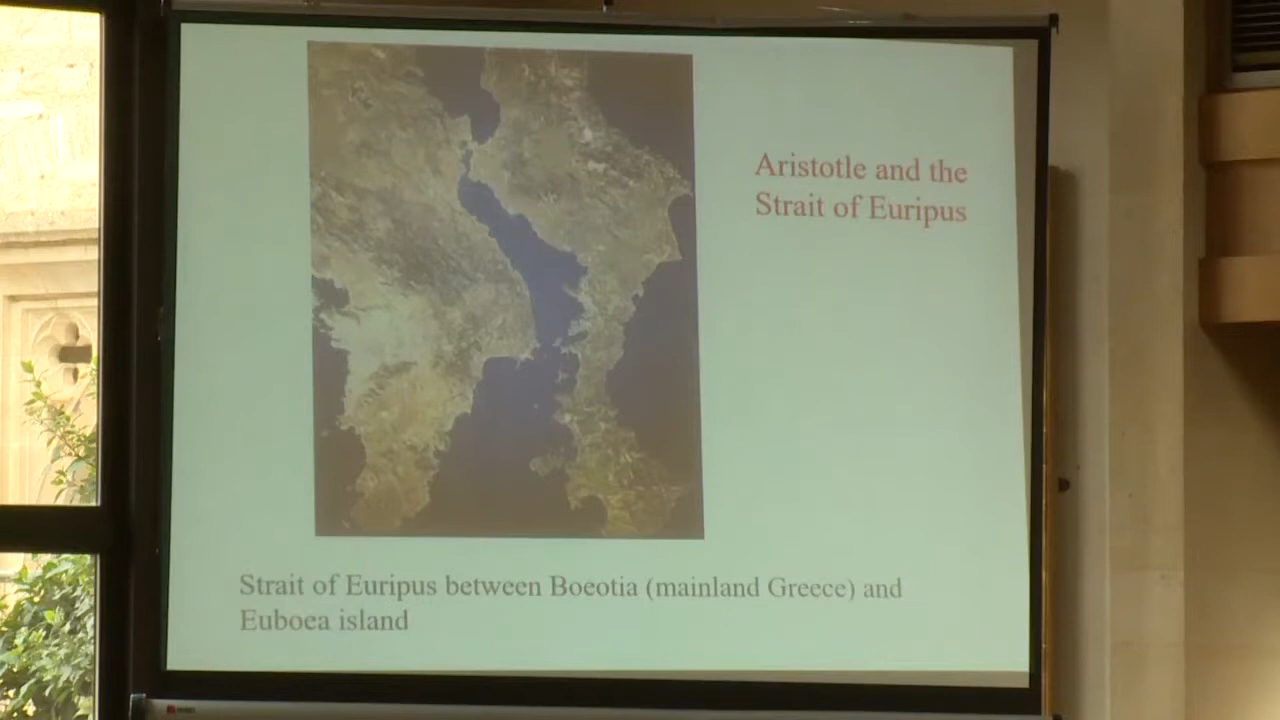 Aristotle and the
Strait of Euripus
Strait of Euripus between Boeotia (mainland Greece) and
Euboea island